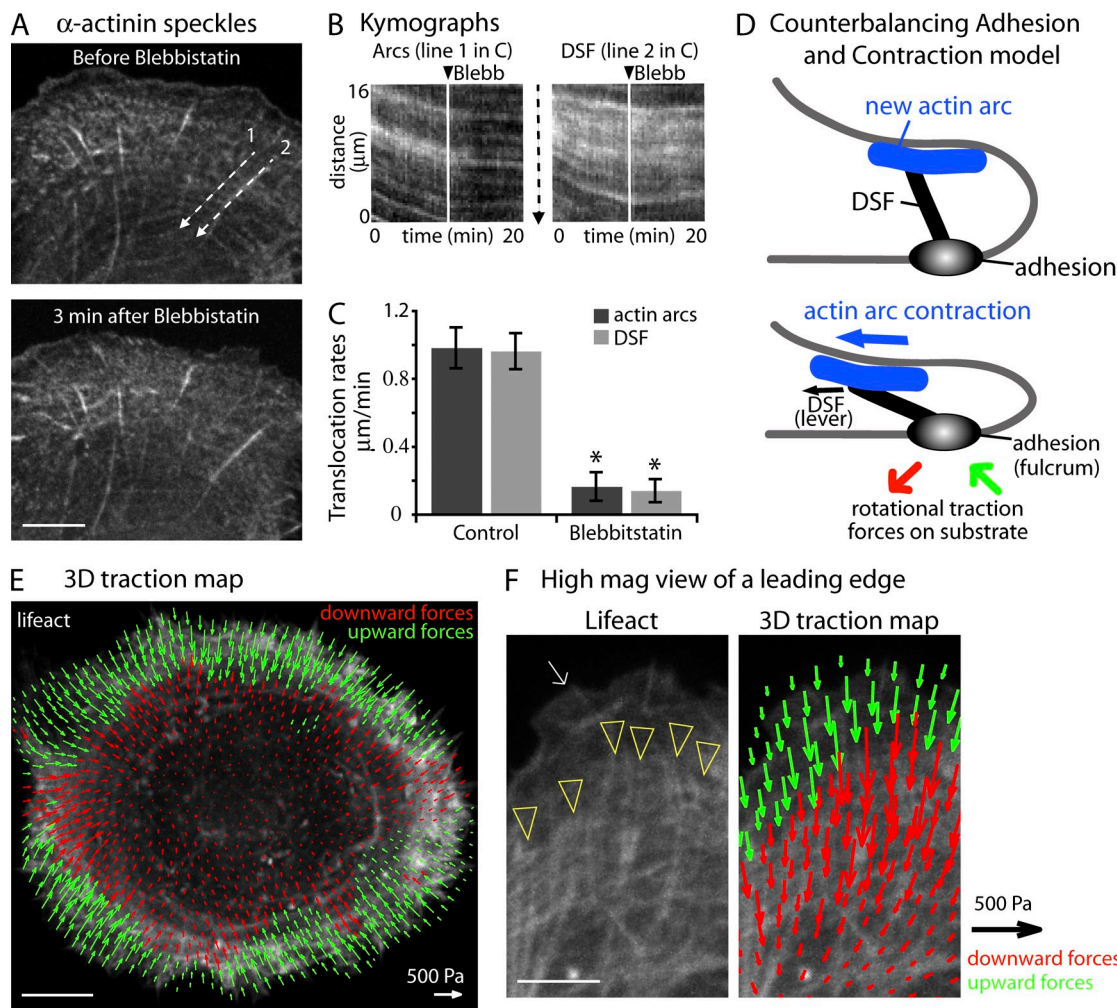 A α-actinin speckles
Before Blebbistatin
1
2
3 min after Blebbistatin
B Kymographs
Arcs (line 1 in C)
Blebb
DSF (line 2 in C)
Blebb
16
distance
(µm)
0
0 time (min) 20
0 time (min) 20
C
Translocation rates
µm/min
1.2
0.8
0.4
0
actin arcs
DSF
*
*
Control
Blebbitstatin
D Counterbalancing Adhesion
and Contraction model
new actin arc
DSF
adhesion
actin arc contraction
DSF
(lever)
adhesion
(fulcrum)
rotational traction
forces on substrate
E 3D traction map
lifeact
downward forces
upward forces
500 Pa
F High mag view of a leading edge
Lifeact
3D traction map
500 Pa
downward forces
upward forces